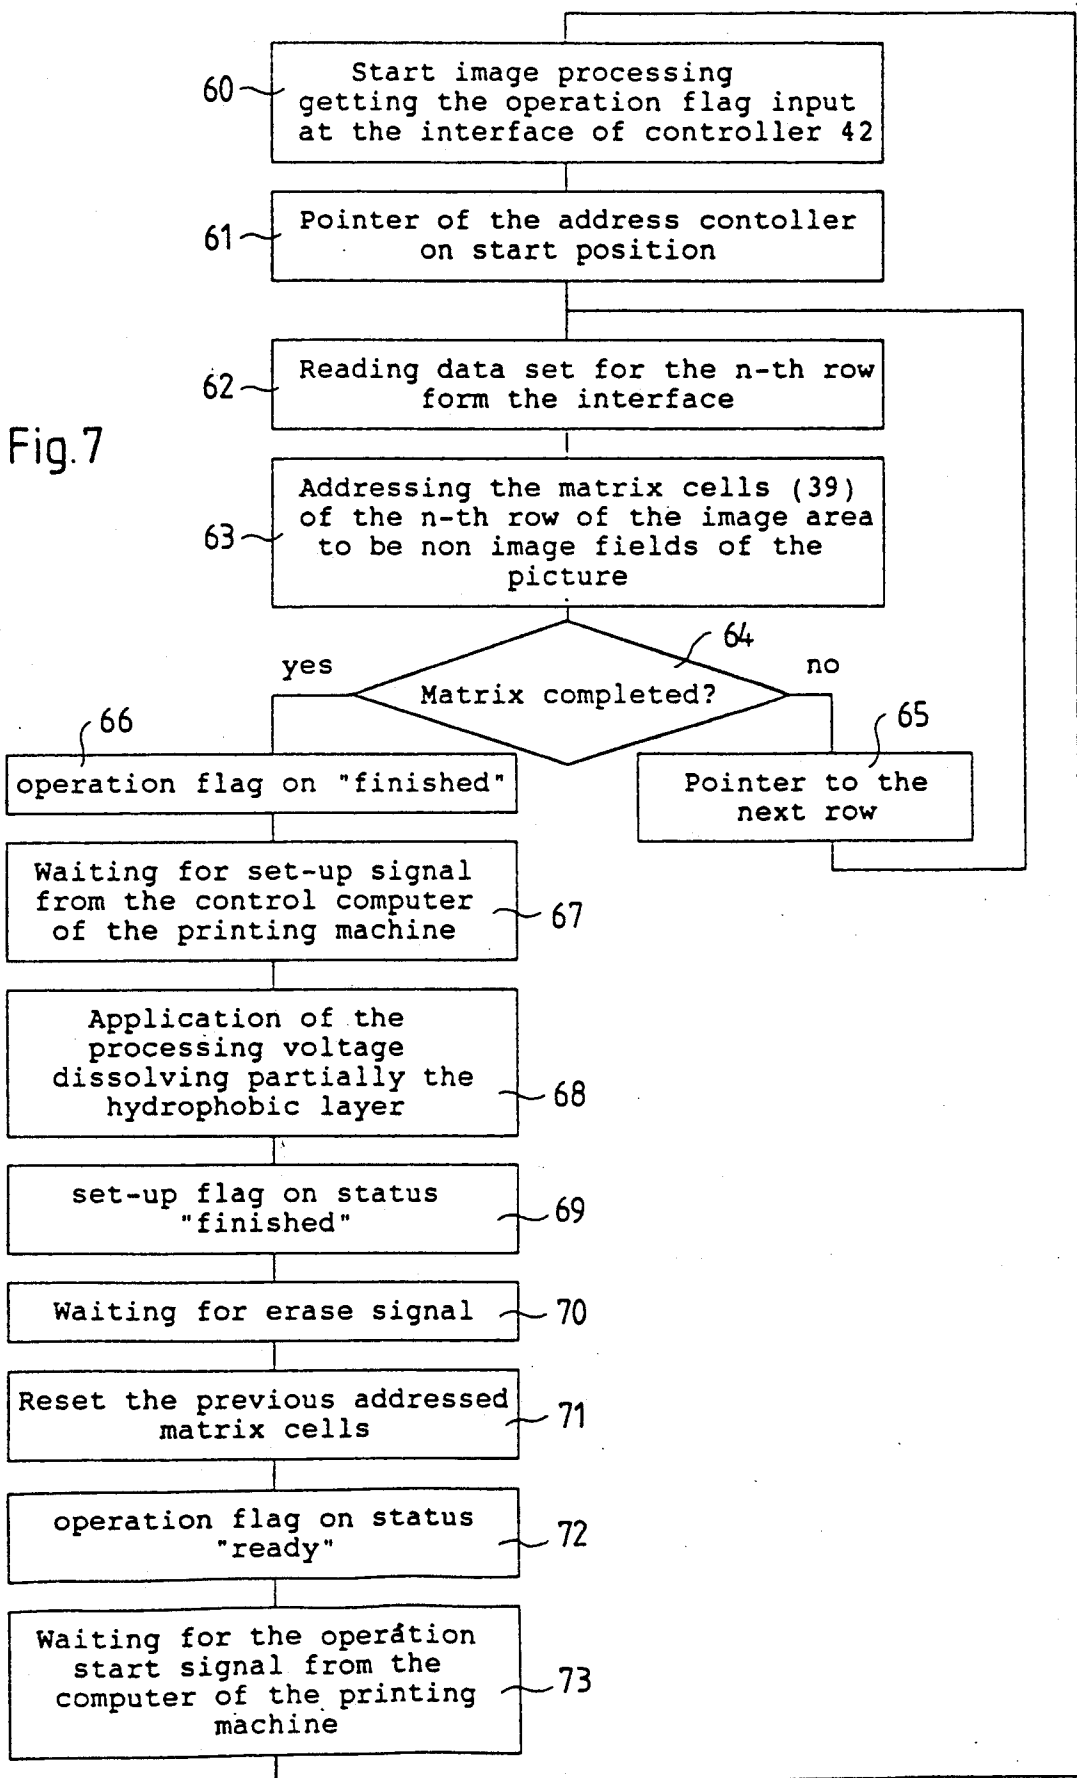 Start image processing
getting the operation flag input
at the interface of controller 42
60
Pointer of the address contoller
on start position
61
Reading data set for the n-th row
form the interface
62
Fig.7
Addressing the matrix cells (39)
of the n-th row of the image area
to be non image fields of the
picture
63
64
yes
no
Matrix completed?
66
65
operation flag on "finished"
Pointer to the
next row
Waiting for set-up signal
from the control computer
of the printing machine
67
Application of the
processing voltage
dissolving partially the
hydrophobic layer
68
set-up flag on status
"finished"
69
Waiting for erase signal
70
Reset the previous addressed
matrix cells
71
operation flag on status
"ready"
72
Waiting for the operation
start signal from the
computer of the printing
machine
73